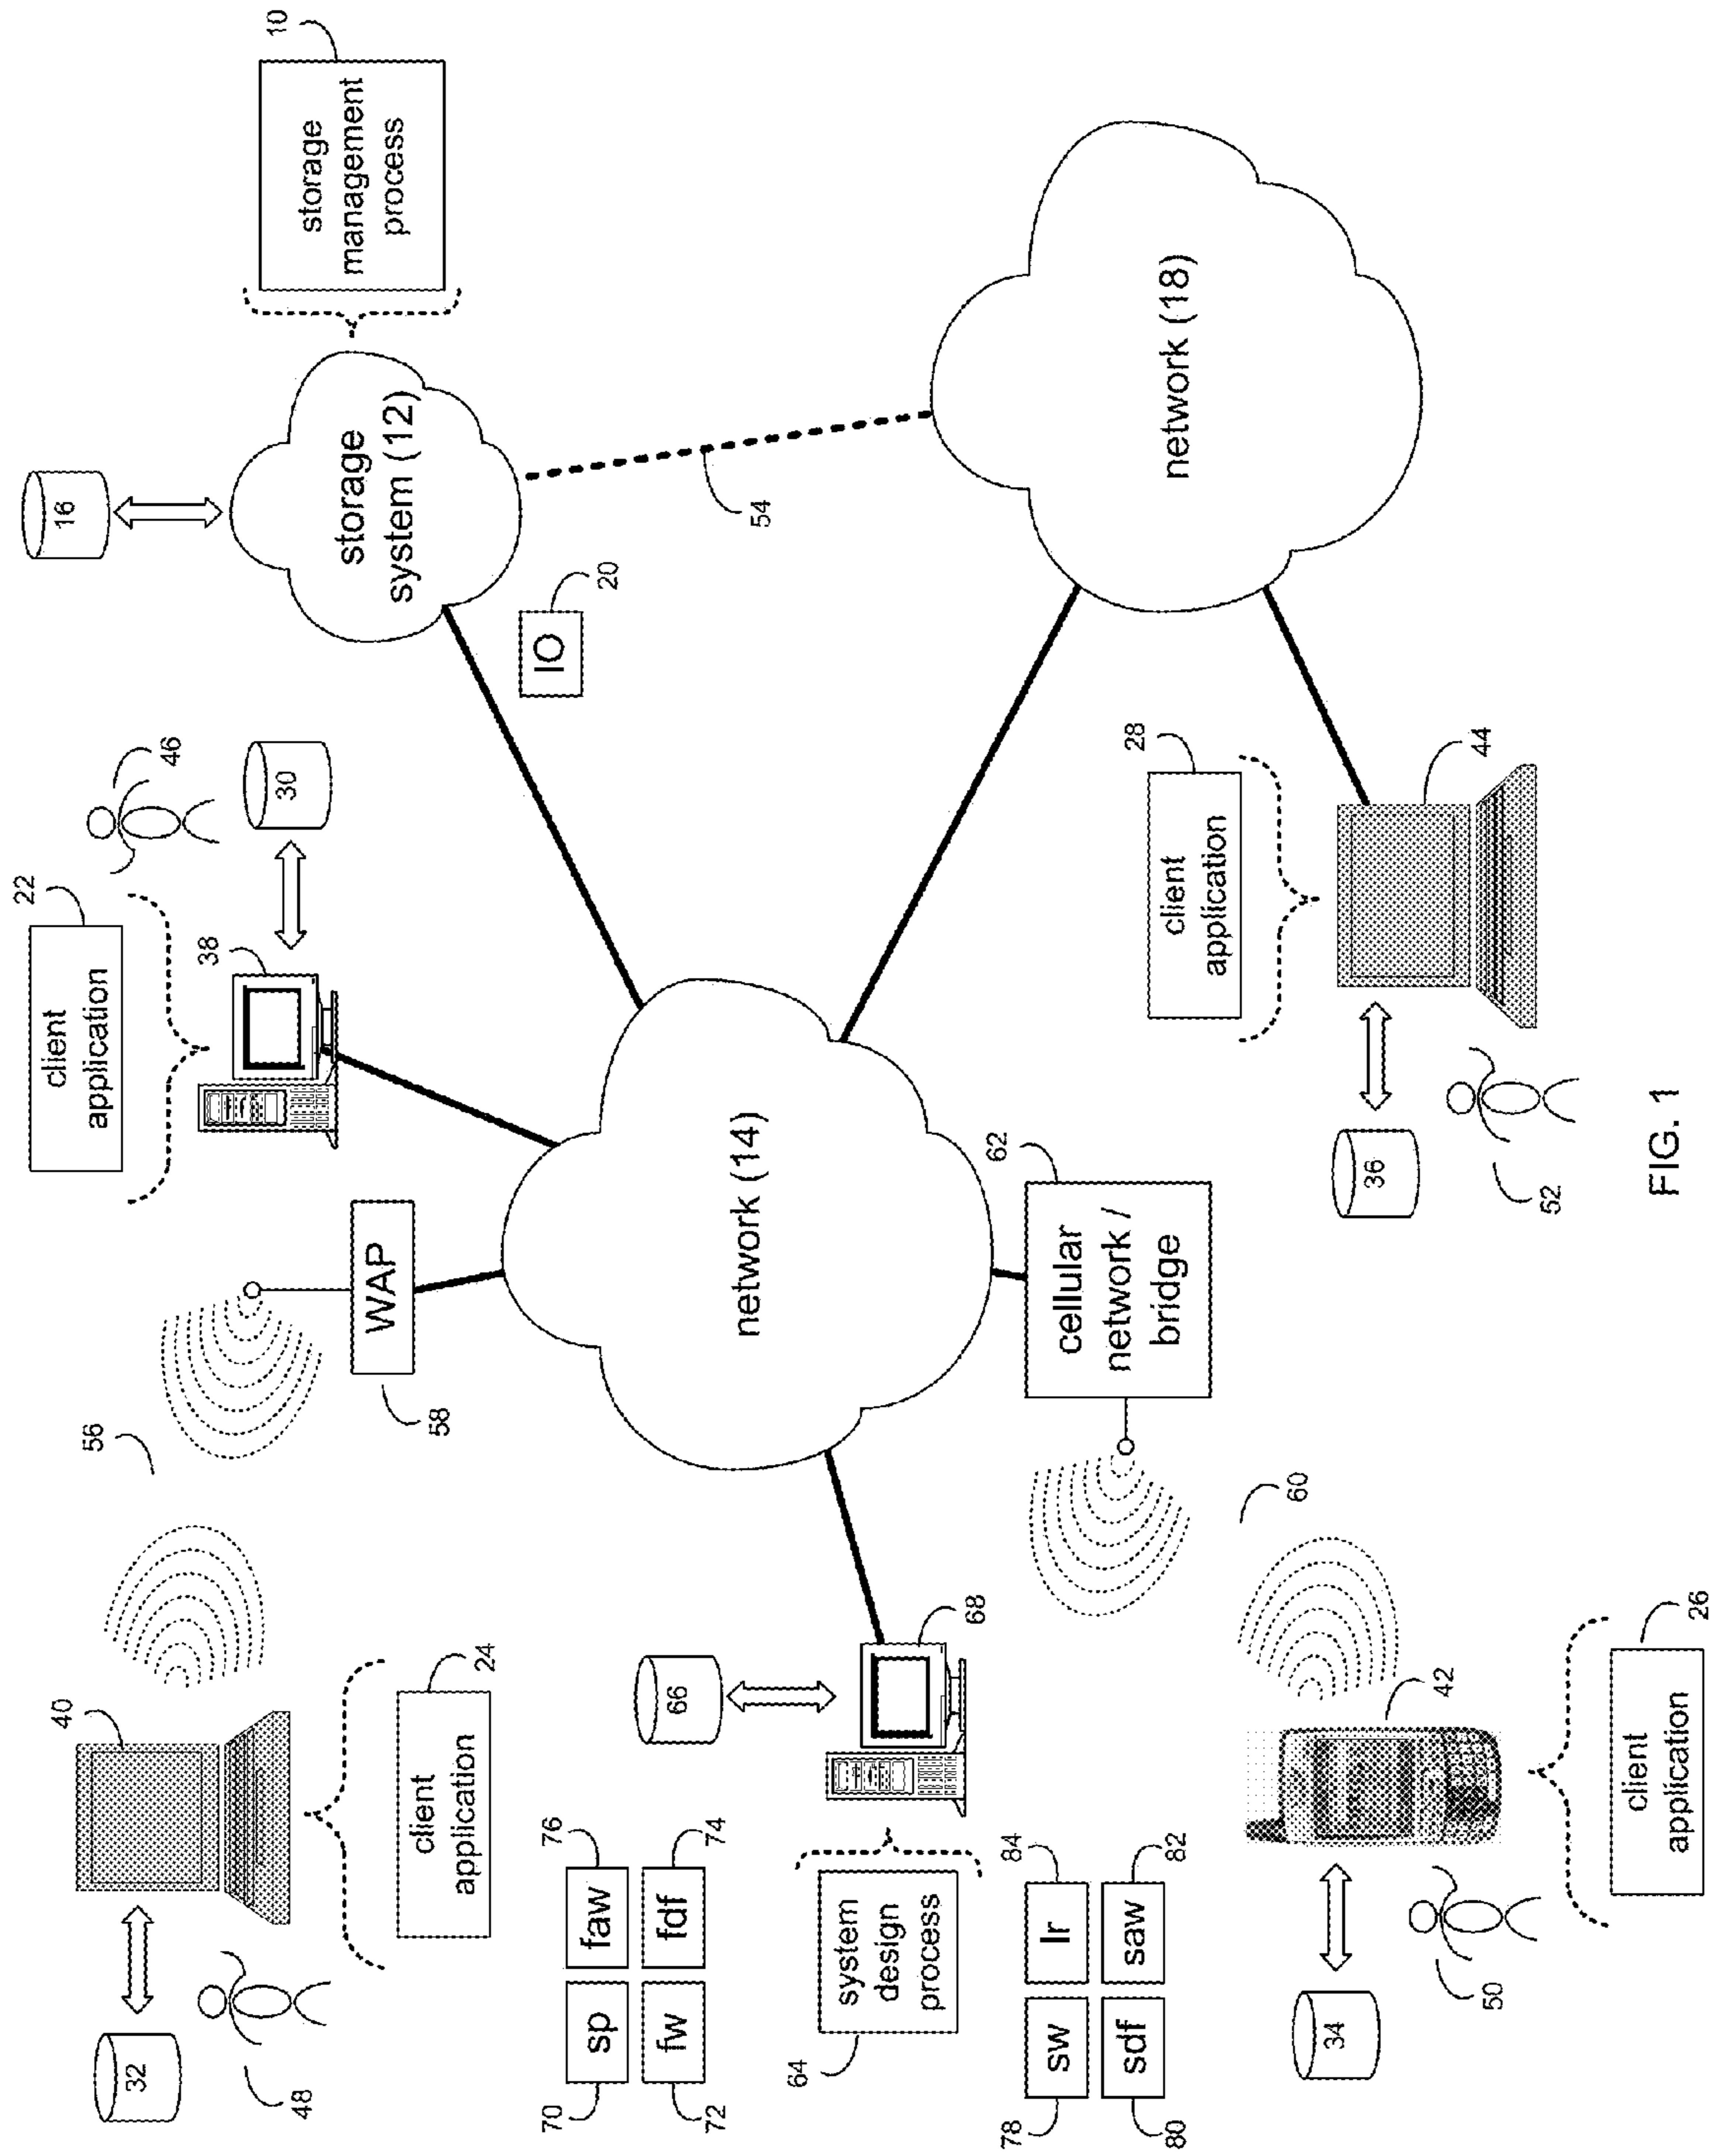 22
16
10
40
56
client
application
32
46
38
30
48
storage
management
process
storage
system (12)
WAP
client
application
24
58
IO
20
70
76
sp
faw
fw
fdf
72
74
66
network (14)
54
64
system
design
process
68
62
78
84
sw
lr
sdf
saw
80
82
cellular
network /
bridge
28
network (18)
client
application
60
34
42
36
44
50
52
client
application
26
FIG. 1